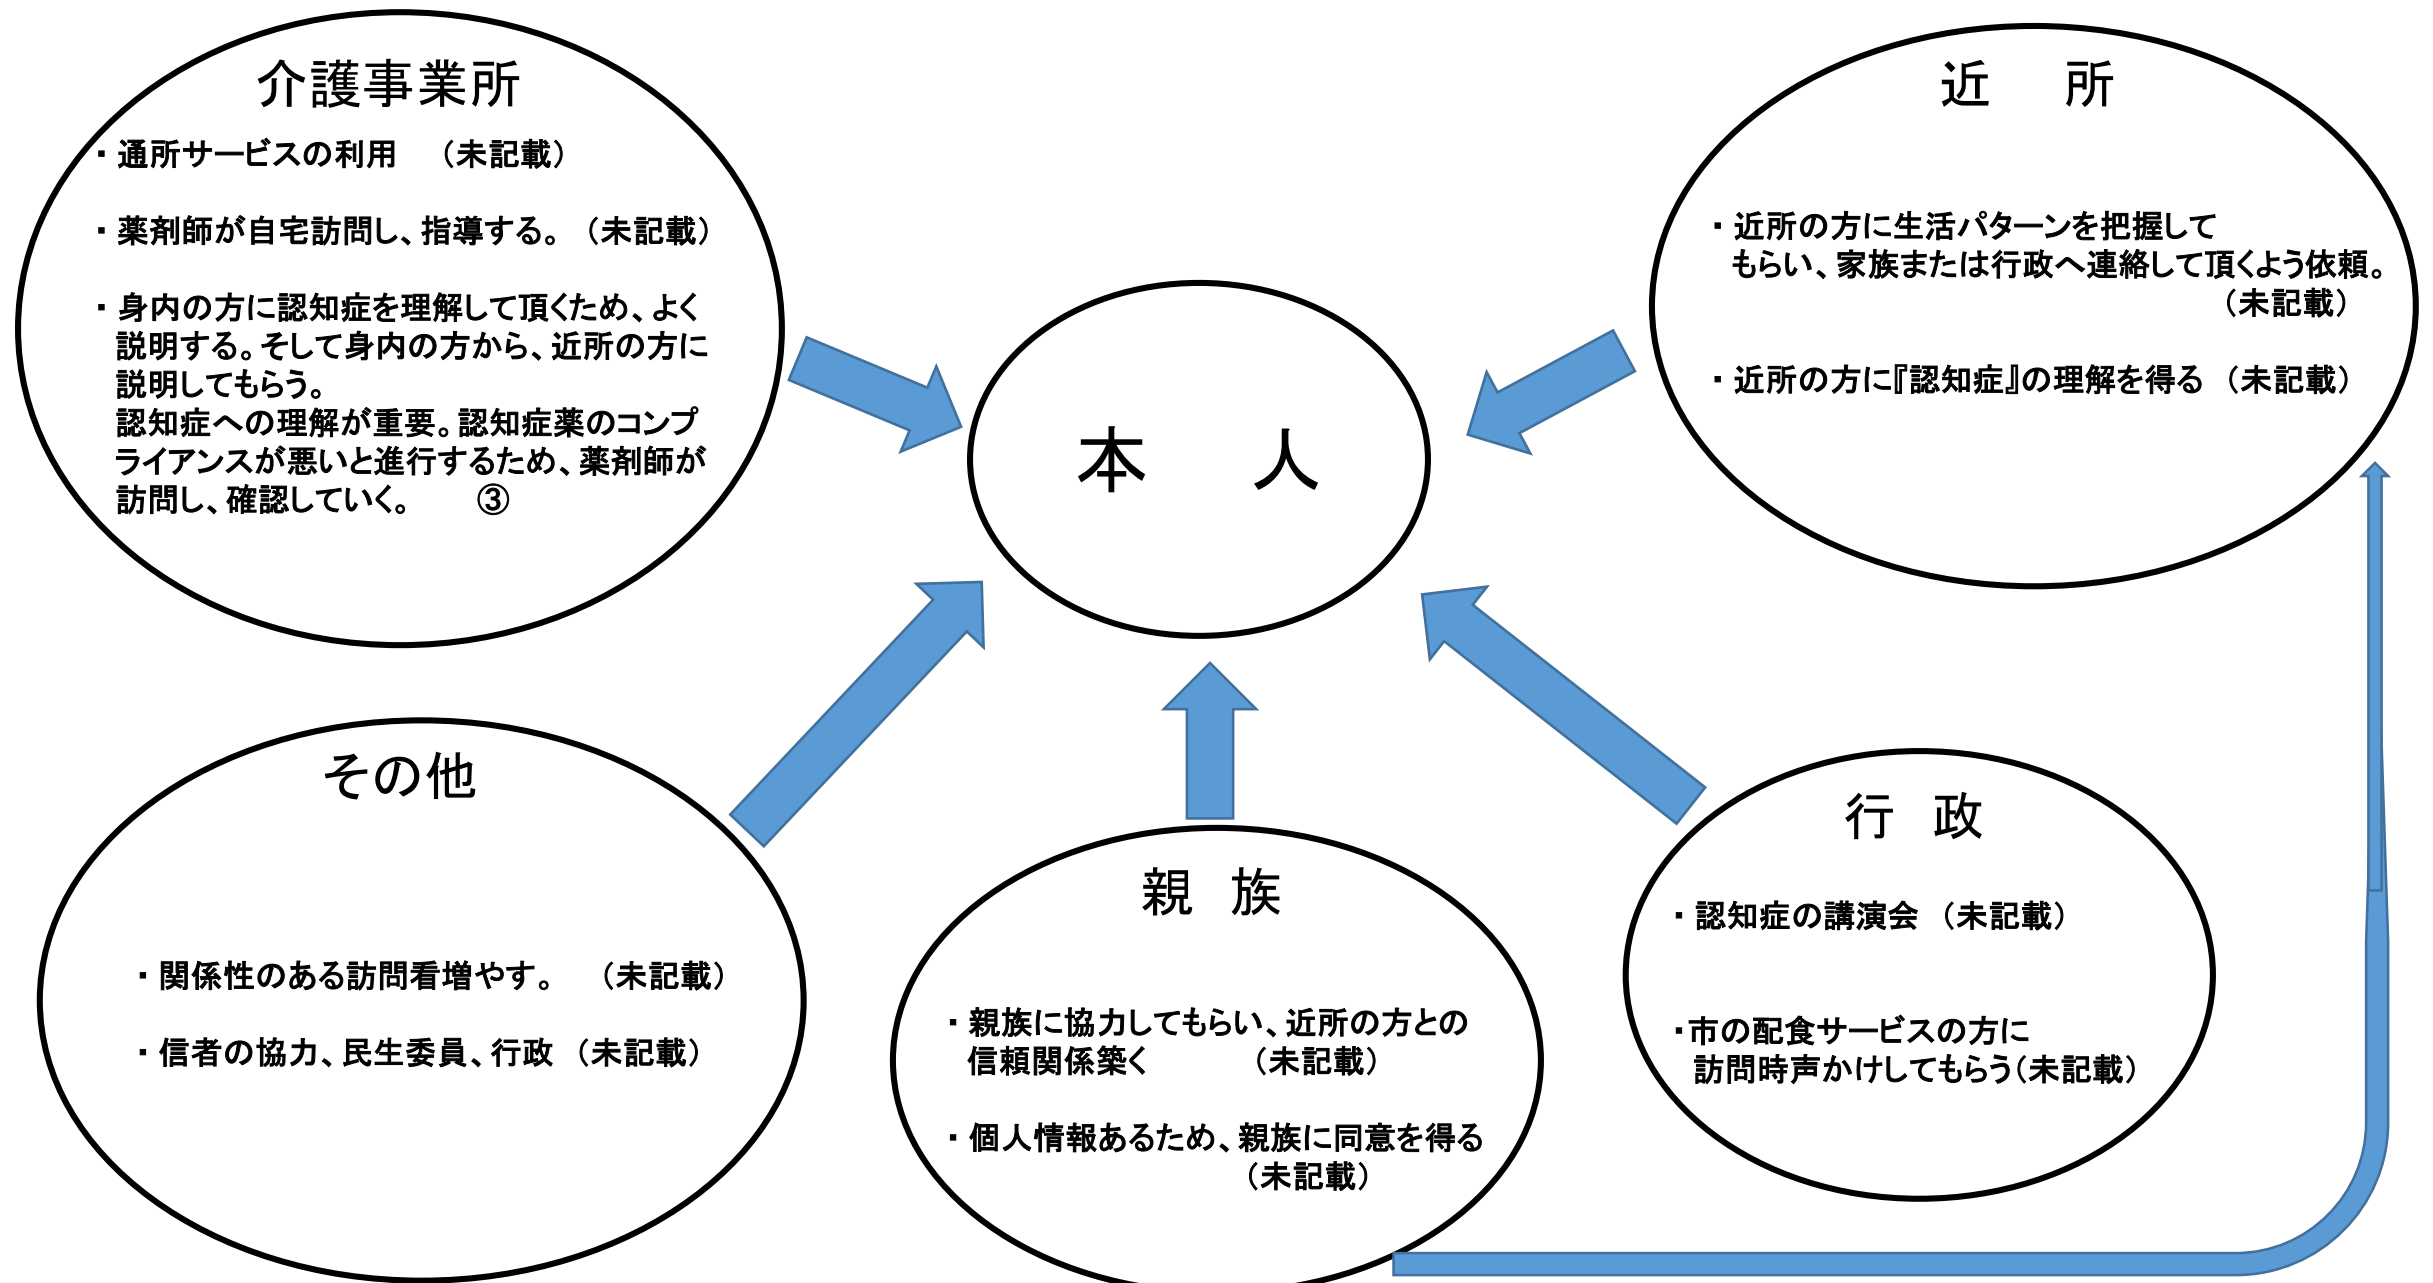 介護事業所
・通所サービスの利用　（未記載）
・薬剤師が自宅訪問し、指導する。（未記載）
・身内の方に認知症を理解して頂くため、よく
説明する。そして身内の方から、近所の方に
説明してもらう。
認知症への理解が重要。認知症薬のコンプ
ライアンスが悪いと進行するため、薬剤師が
訪問し、確認していく。　　③
近　所
・近所の方に生活パターンを把握して
もらい、家族または行政へ連絡して頂くよう依頼。
（未記載）
・近所の方に『認知症』の理解を得る（未記載）
本　人
その他
・関係性のある訪問看増やす。　（未記載）
・信者の協力、民生委員、行政（未記載）
親　族
・親族に協力してもらい、近所の方との
信頼関係築く　　　（未記載）
・個人情報あるため、親族に同意を得る
（未記載）
行　政
・認知症の講演会（未記載）
・市の配食サービスの方に
訪問時声かけしてもらう（未記載）